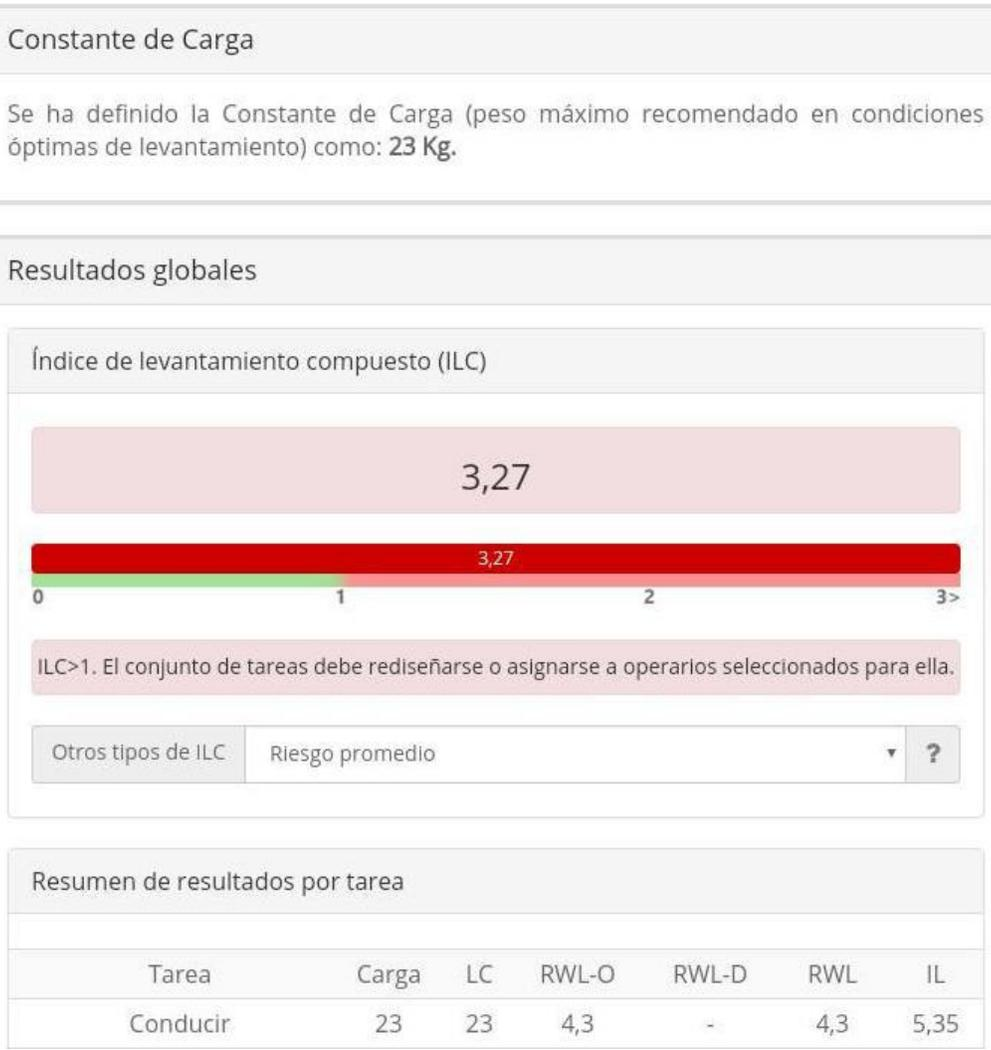 Constante de Carga
Se ha definido la Constante de Carga (peso máximo recomendado en condiciones
óptimas de levantamiento) como: 23 Kg.
Resultados globales
Índice de levantamiento compuesto (ILC)
3,27
3,27
0 1 2 3>
ILC>1. El conjunto de tareas debe rediseñarse o asignarse a operarios seleccionados para ella.
Otros tipos de ILC Riesgo promedio ?
Resumen de resultados por tarea
Tarea Carga LC RWL-O RWL-D RWL IL
Conducir 23 23 4,3 - 4,3 5,35